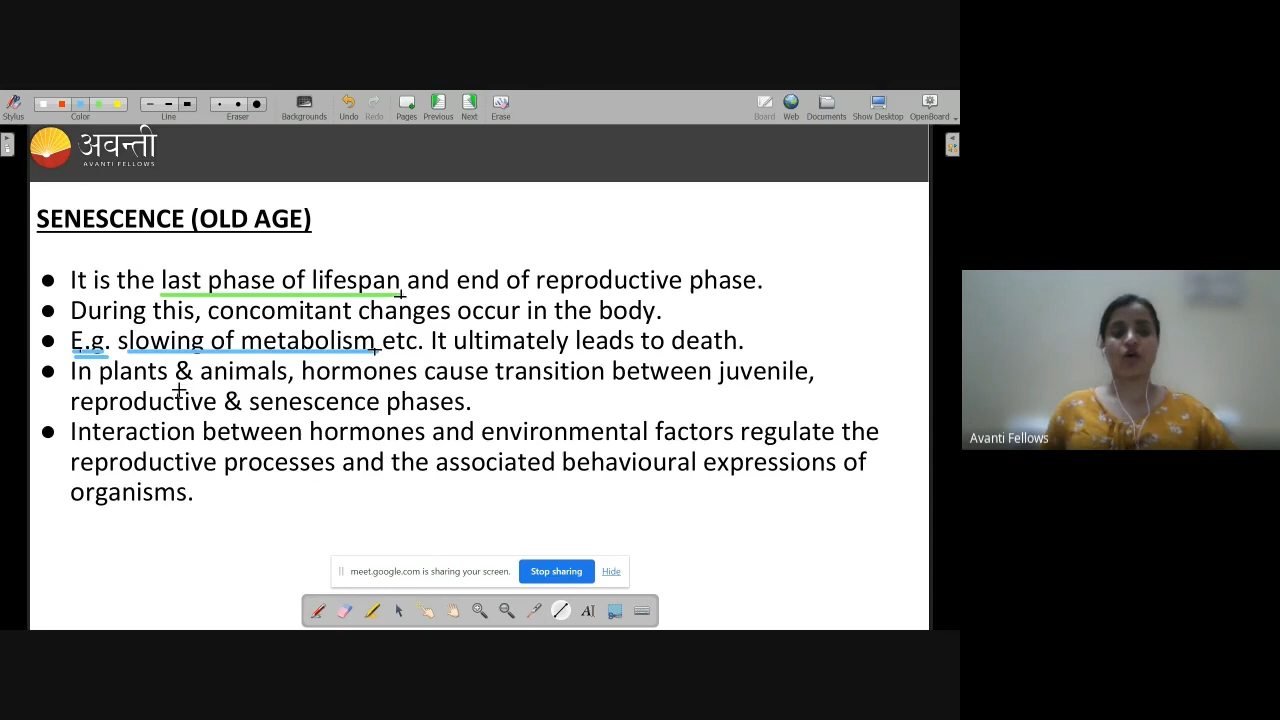 Stylus
Color
Line
Eraser
Backgrounds
Undo
Redo
Pages
Previous
Next
Erase
Board
Web
Documents
Show Desktop
OpenBoard
अवन्ती
AVANTI FELLOWS
SENESCENCE (OLD AGE)
● It is the last phase of lifespan and end of reproductive phase.
● During this, concomitant changes occur in the body.
● E.g. slowing of metabolism etc. It ultimately leads to death.
● In plants & animals, hormones cause transition between juvenile,
reproductive & senescence phases.
● Interaction between hormones and environmental factors regulate the
reproductive processes and the associated behavioural expressions of
organisms.
Avanti Fellows
meet.google.com is sharing your screen.
Stop sharing
Hide
AI